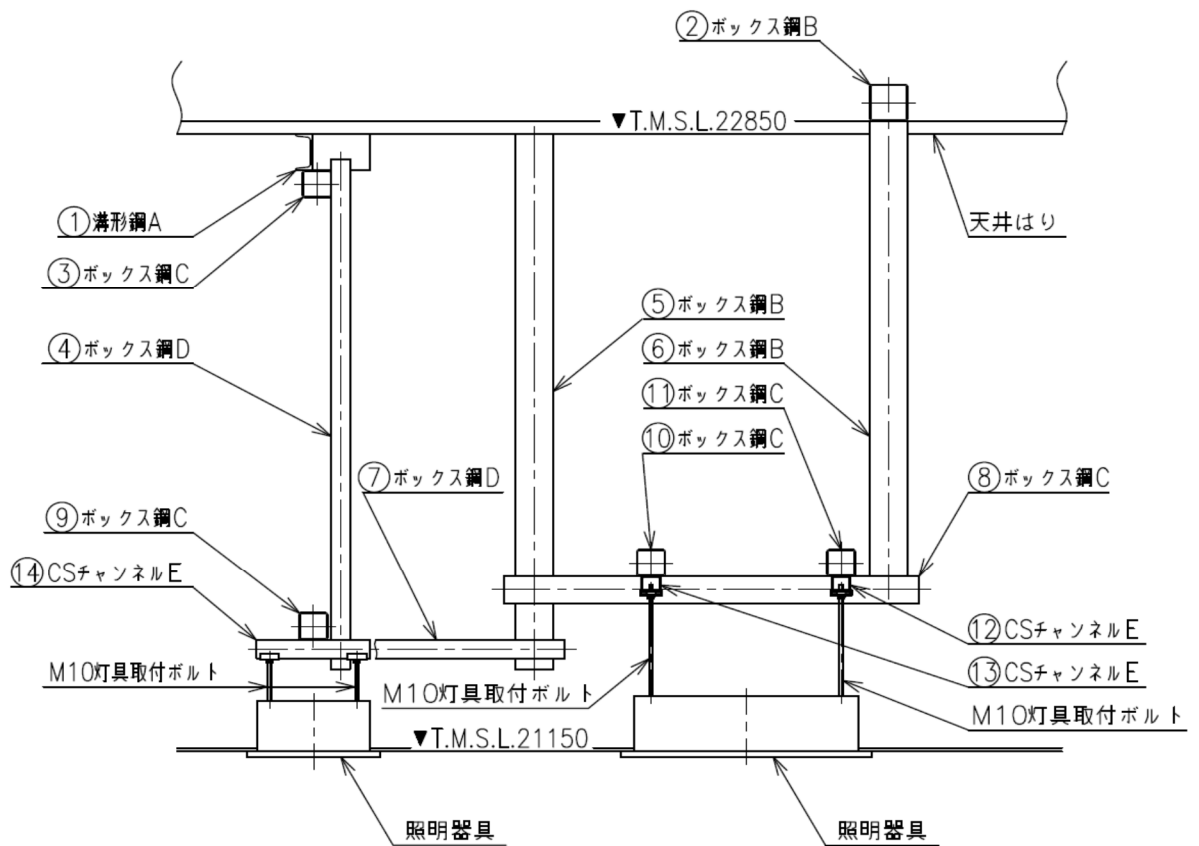 ②ボックス鋼B
▼T.M.S.L.22850
①溝形鋼A
天井はり
③ボックス鋼C
⑤ボックス鋼B
④ボックス鋼D
⑥ボックス鋼B
⑪ボックス鋼C
⑩ボックス鋼C
⑦ボックス鋼D
⑧ボックス鋼C
⑨ボックス鋼C
⑭CSチャンネルE
⑫CSチャンネルE
M10灯具取付ボルト
⑬CSチャンネルE
M10灯具取付ボルト
M10灯具取付ボルト
▼T.M.S.L.21150
照明器具
照明器具